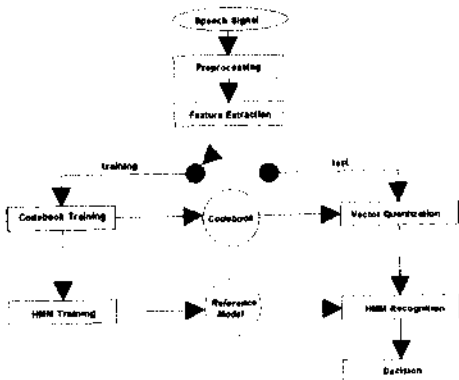 Speech Signal
Preprocessing
Feature Extraction
training
test
Codebook Training
Codebook
Vector Quantization
HMM Training
Reference
Model
HMM Recognition
Decision